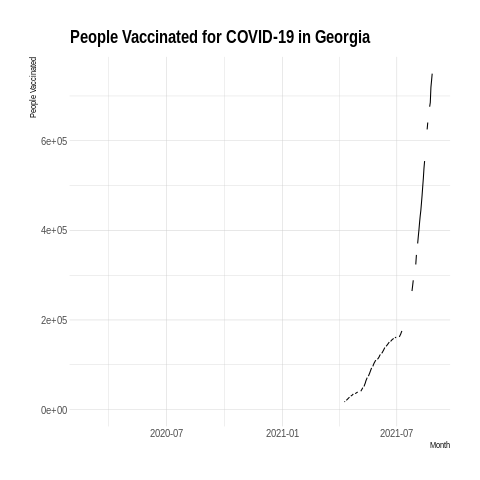 People Vaccinated for COVID-19 in Georgia
People Vaccinated
6e+05
4e+05
2e+05
0e+00
2020-07
2021-01
2021-07
Month